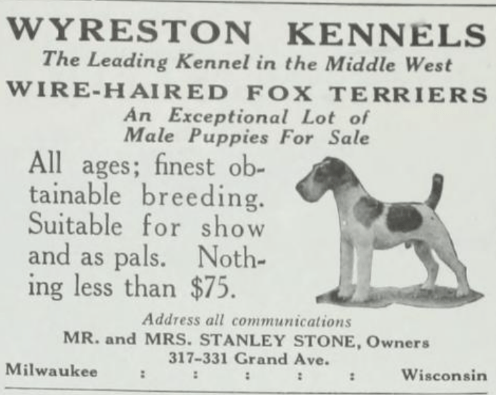 WYRESTON KENNELS
The Leading Kennel in the Middle West
WIRE-HAIRED FOX TERRIERS
An Exceptional Lot of
Male Puppies For Sale
All ages; finest ob-
tainable breeding.
Suitable for show
and as pals. Noth-
ing less than $75.
Address all communications
MR. and MRS. STANLEY STONE, Owners
317-331 Grand Ave.
Milwaukee : : : : : Wisconsin